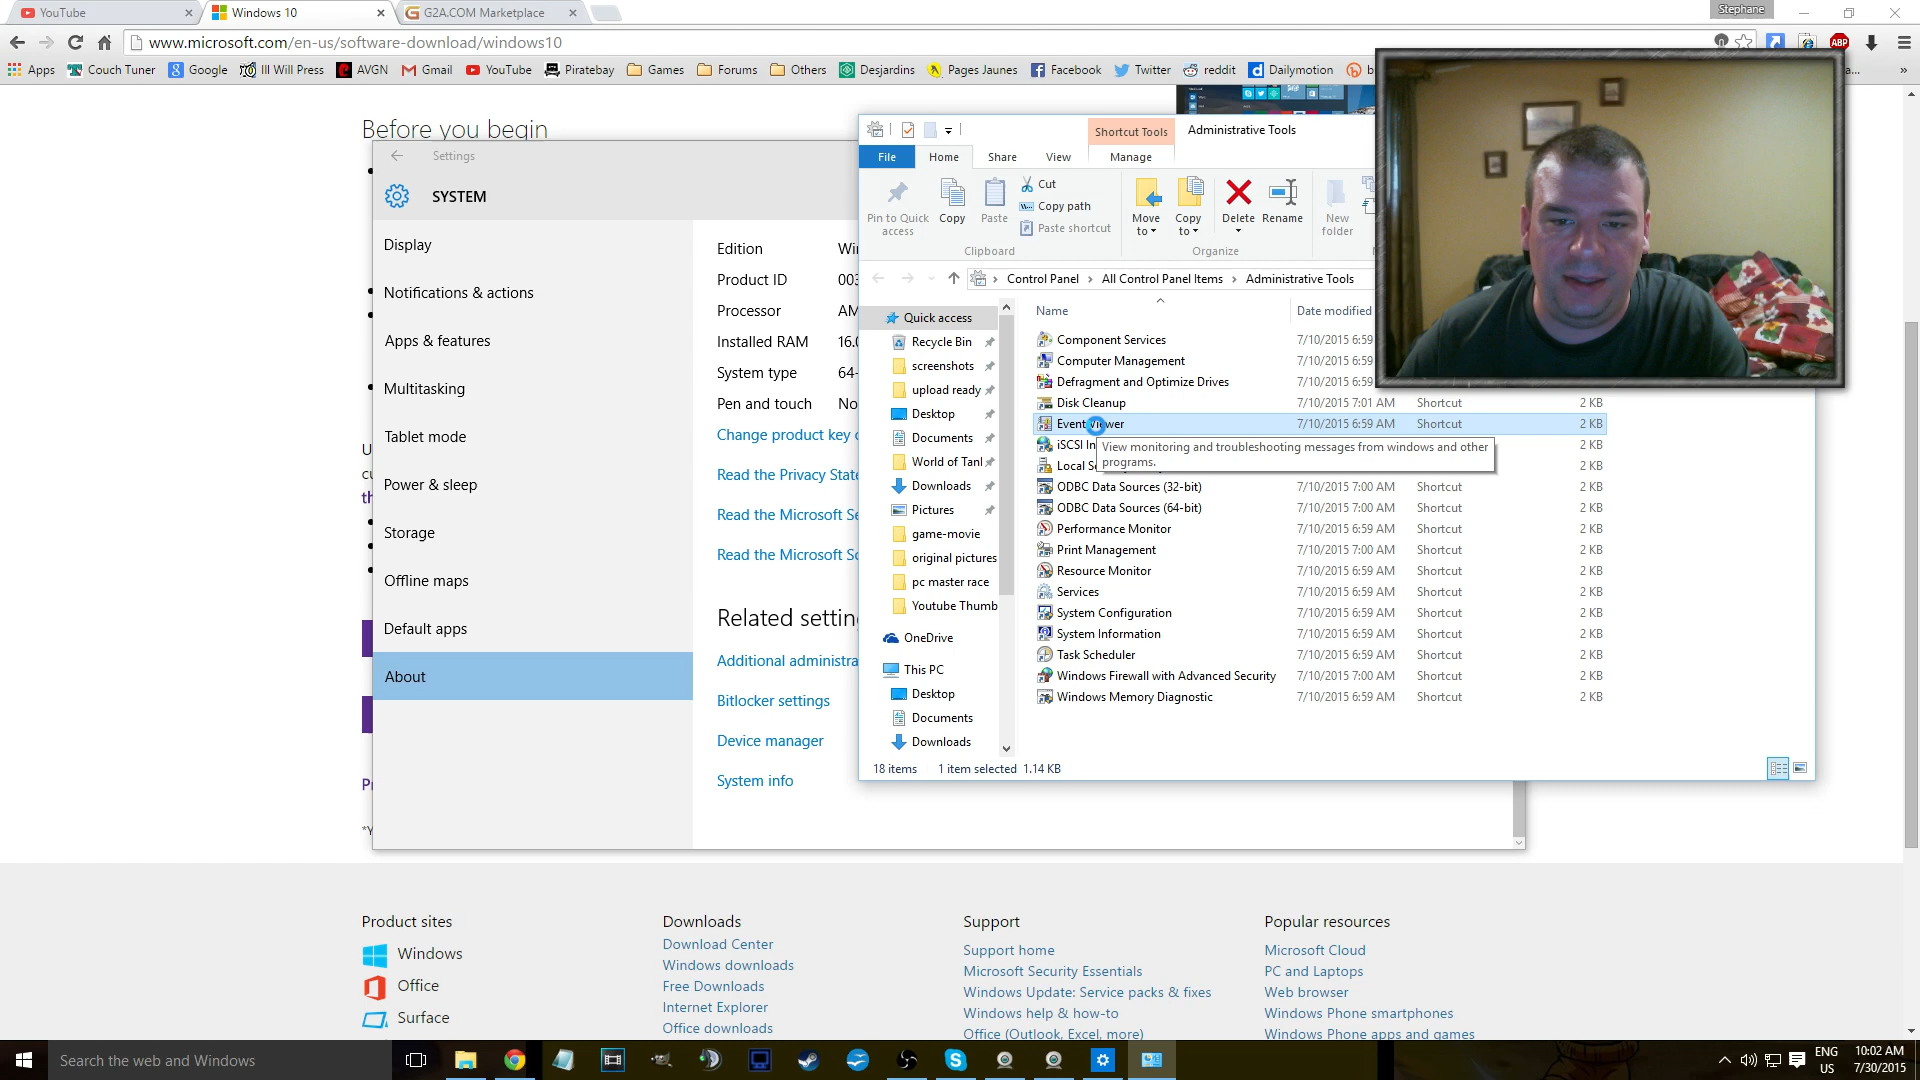 YouTube
Windows 10
G2A.COM Marketplace
Stephane
www.microsoft.com/en-us/software-download/windows10
ABP
Apps
Couch Tuner
Google
Ill Will Press
AVGN
Gmail
YouTube
Piratebay
Games
Forums
Others
Desjardins
Pages Jaunes
Facebook
Twitter
reddit
Dailymotion
»
Before you begin
Settings
SYSTEM
Display
Notifications & actions
Apps & features
Multitasking
Tablet mode
Power & sleep
Storage
Offline maps
Default apps
About
Edition
Product ID
Processor
Installed RAM
System type
Pen and touch
Change product key
Read the Privacy State
Read the Microsoft Se
Read the Microsoft So
Related settin
Additional administra
Bitlocker settings
Device manager
System info
Shortcut Tools
Administrative Tools
File
Home
Share
View
Manage
Pin to Quick access
Copy
Paste
Cut
Copy path
Paste shortcut
Clipboard
Move to
Copy to
Delete
Rename
Organize
New folder
Control Panel
All Control Panel Items
Administrative Tools
Quick access
Recycle Bin
screenshots
upload ready
Desktop
Documents
World of Tanl
Downloads
Pictures
game-movie
original pictures
pc master race
Youtube Thumb
OneDrive
This PC
Desktop
Documents
Downloads
Name
Date modified
Component Services 7/10/2015 6:59
Computer Management 7/10/2015 6:59
Defragment and Optimize Drives 7/10/2015 6:59
Disk Cleanup 7/10/2015 7:01 AM Shortcut 2 KB
Event Viewer 7/10/2015 6:59 AM Shortcut 2 KB
iSCSI In 7/10/2015 6:59 AM Shortcut 2 KB
View monitoring and troubleshooting messages from windows and other
programs.
Local Se 7/10/2015 6:59 AM Shortcut 2 KB
ODBC Data Sources (32-bit) 7/10/2015 7:00 AM Shortcut 2 KB
ODBC Data Sources (64-bit) 7/10/2015 7:00 AM Shortcut 2 KB
Performance Monitor 7/10/2015 6:59 AM Shortcut 2 KB
Print Management 7/10/2015 7:00 AM Shortcut 2 KB
Resource Monitor 7/10/2015 6:59 AM Shortcut 2 KB
Services 7/10/2015 6:59 AM Shortcut 2 KB
System Configuration 7/10/2015 6:59 AM Shortcut 2 KB
System Information 7/10/2015 6:59 AM Shortcut 2 KB
Task Scheduler 7/10/2015 6:59 AM Shortcut 2 KB
Windows Firewall with Advanced Security 7/10/2015 7:00 AM Shortcut 2 KB
Windows Memory Diagnostic 7/10/2015 6:59 AM Shortcut 2 KB
18 items 1 item selected 1.14 KB
Product sites
Windows
Office
Surface
Downloads
Download Center
Windows downloads
Free Downloads
Internet Explorer
Office downloads
Support
Support home
Microsoft Security Essentials
Windows Update: Service packs & fixes
Windows help & how-to
Office (Outlook, Excel, more)
Popular resources
Microsoft Cloud
PC and Laptops
Web browser
Windows Phone smartphones
Windows Phone apps and games
Search the web and Windows
ENG
US
10:02 AM
7/30/2015